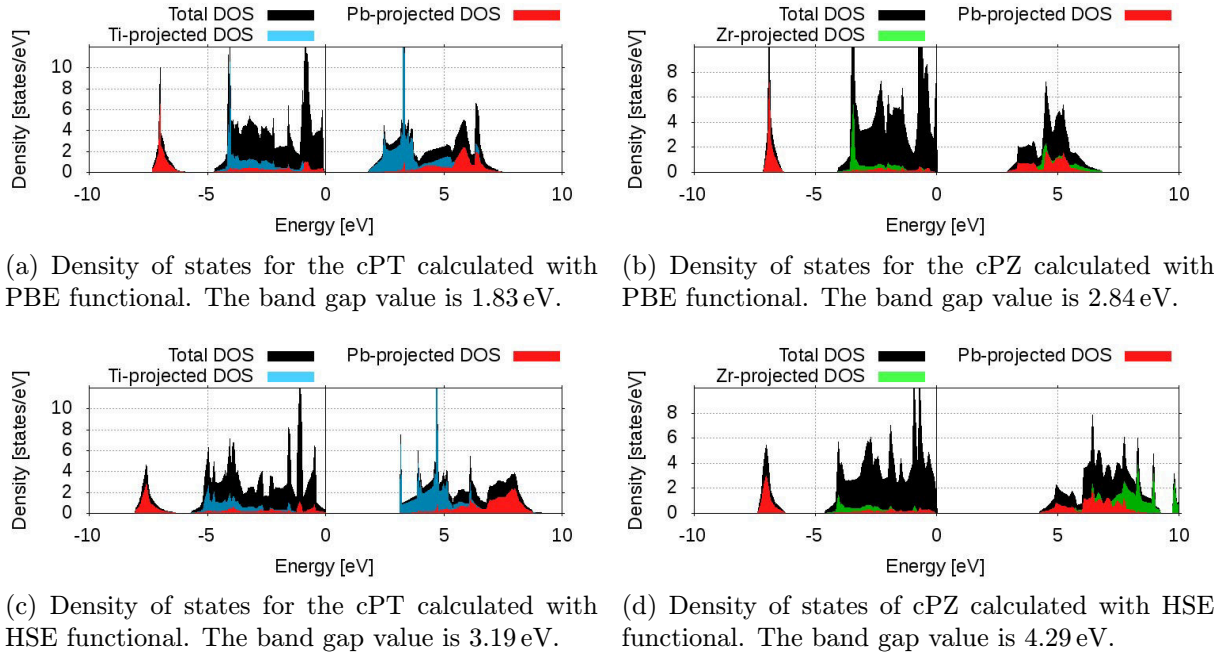 Total DOS Pb-projected DOS
Ti-projected DOS
Density [states/eV]
10
8
6
4
2
0
-10 -5 0 5 10
Energy [eV]
(a) Density of states for the cPT calculated with
PBE functional. The band gap value is 1.83 eV.
Total DOS Pb-projected DOS
Zr-projected DOS
Density [states/eV]
8
6
4
2
0
-10 -5 0 5 10
Energy [eV]
(b) Density of states for the cPZ calculated with
PBE functional. The band gap value is 2.84 eV.
Total DOS Pb-projected DOS
Ti-projected DOS
Density [states/eV]
10
8
6
4
2
0
-10 -5 0 5 10
Energy [eV]
(c) Density of states for the cPT calculated with
HSE functional. The band gap value is 3.19 eV.
Total DOS Pb-projected DOS
Zr-projected DOS
Density [states/eV]
8
6
4
2
0
-10 -5 0 5 10
Energy [eV]
(d) Density of states of cPZ calculated with HSE
functional. The band gap value is 4.29 eV.